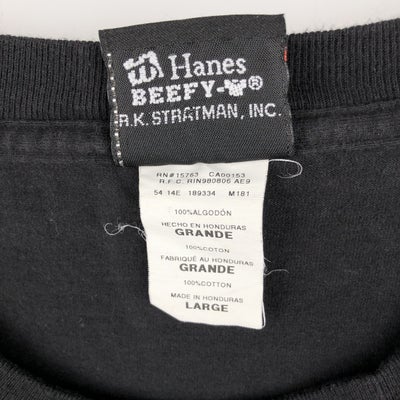 Hanes
BEEFY-T®
R.K. STRATMAN, INC.
RN#15763 CA00153
R.F.C. RIN980806 AE9
54 14E 189334 M181
100%ALGODÓN
HECHO EN HONDURAS
GRANDE
100%COTTON
FABRIQUÉ AU HONDURAS
GRANDE
100%COTTON
MADE IN HONDURAS
LARGE